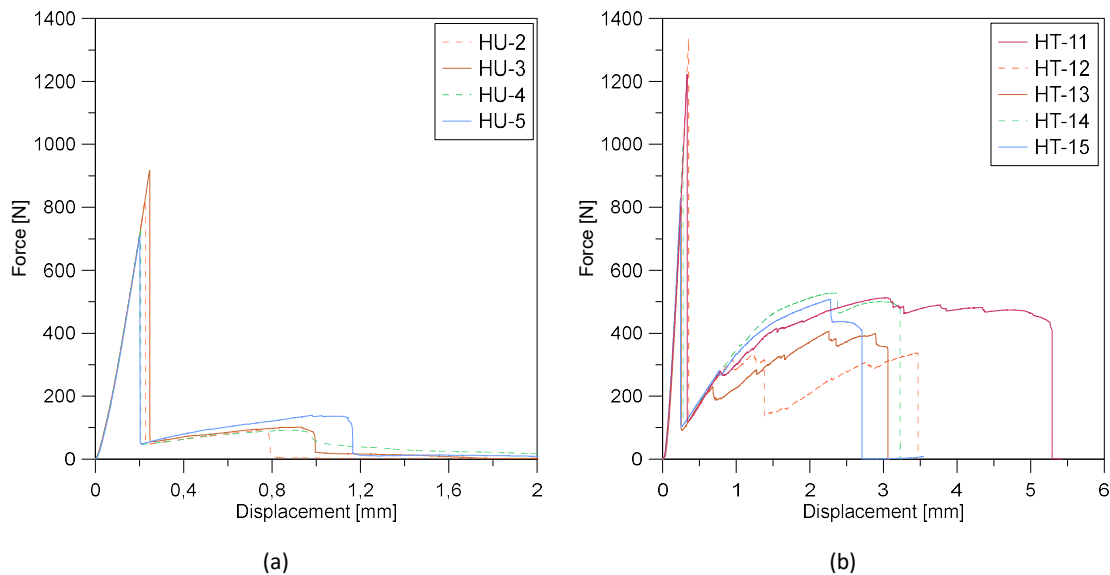 1400
1200
1000
800
600
400
200
0
Force [N]
0 0,4 0,8 1,2 1,6 2
Displacement [mm]
HU-2
HU-3
HU-4
HU-5
(a)
1400
1200
1000
800
600
400
200
0
Force [N]
0 1 2 3 4 5 6
Displacement [mm]
HT-11
HT-12
HT-13
HT-14
HT-15
(b)